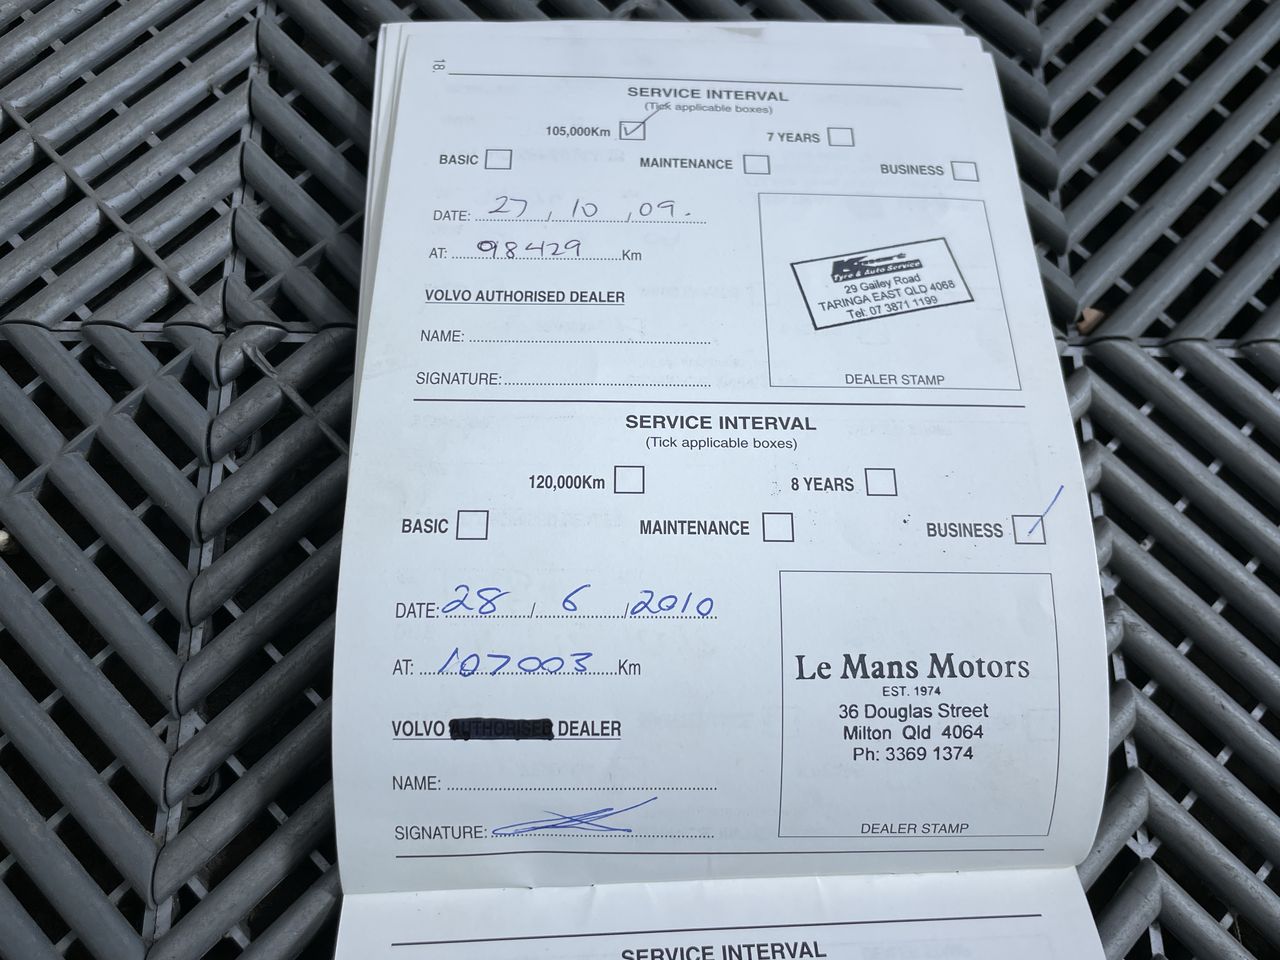 18.
SERVICE INTERVAL
(Tick applicable boxes)
105,000Km 7 YEARS
BASIC MAINTENANCE BUSINESS
DATE: 27, 10, 09.
AT: 98429 Km
VOLVO AUTHORISED DEALER
NAME:
SIGNATURE:
Tyre & Auto Service
29 Gailey Road
TARINGA EAST QLD 4068
Tel: 07 3871 1199
DEALER STAMP
SERVICE INTERVAL
(Tick applicable boxes)
120,000Km 8 YEARS
BASIC MAINTENANCE BUSINESS
DATE: 28 / 6 / 2010
AT: 107003 Km
VOLVO AUTHORISED DEALER
NAME:
SIGNATURE:
Le Mans Motors
EST. 1974
36 Douglas Street
Milton Qld 4064
Ph: 3369 1374
DEALER STAMP
SERVICE INTERVAL